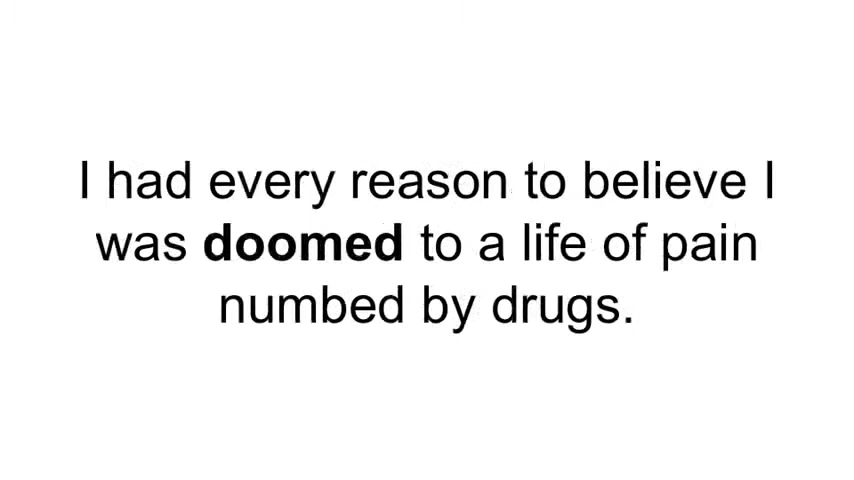 I had every reason to believe I
was doomed to a life of pain
numbed by drugs.